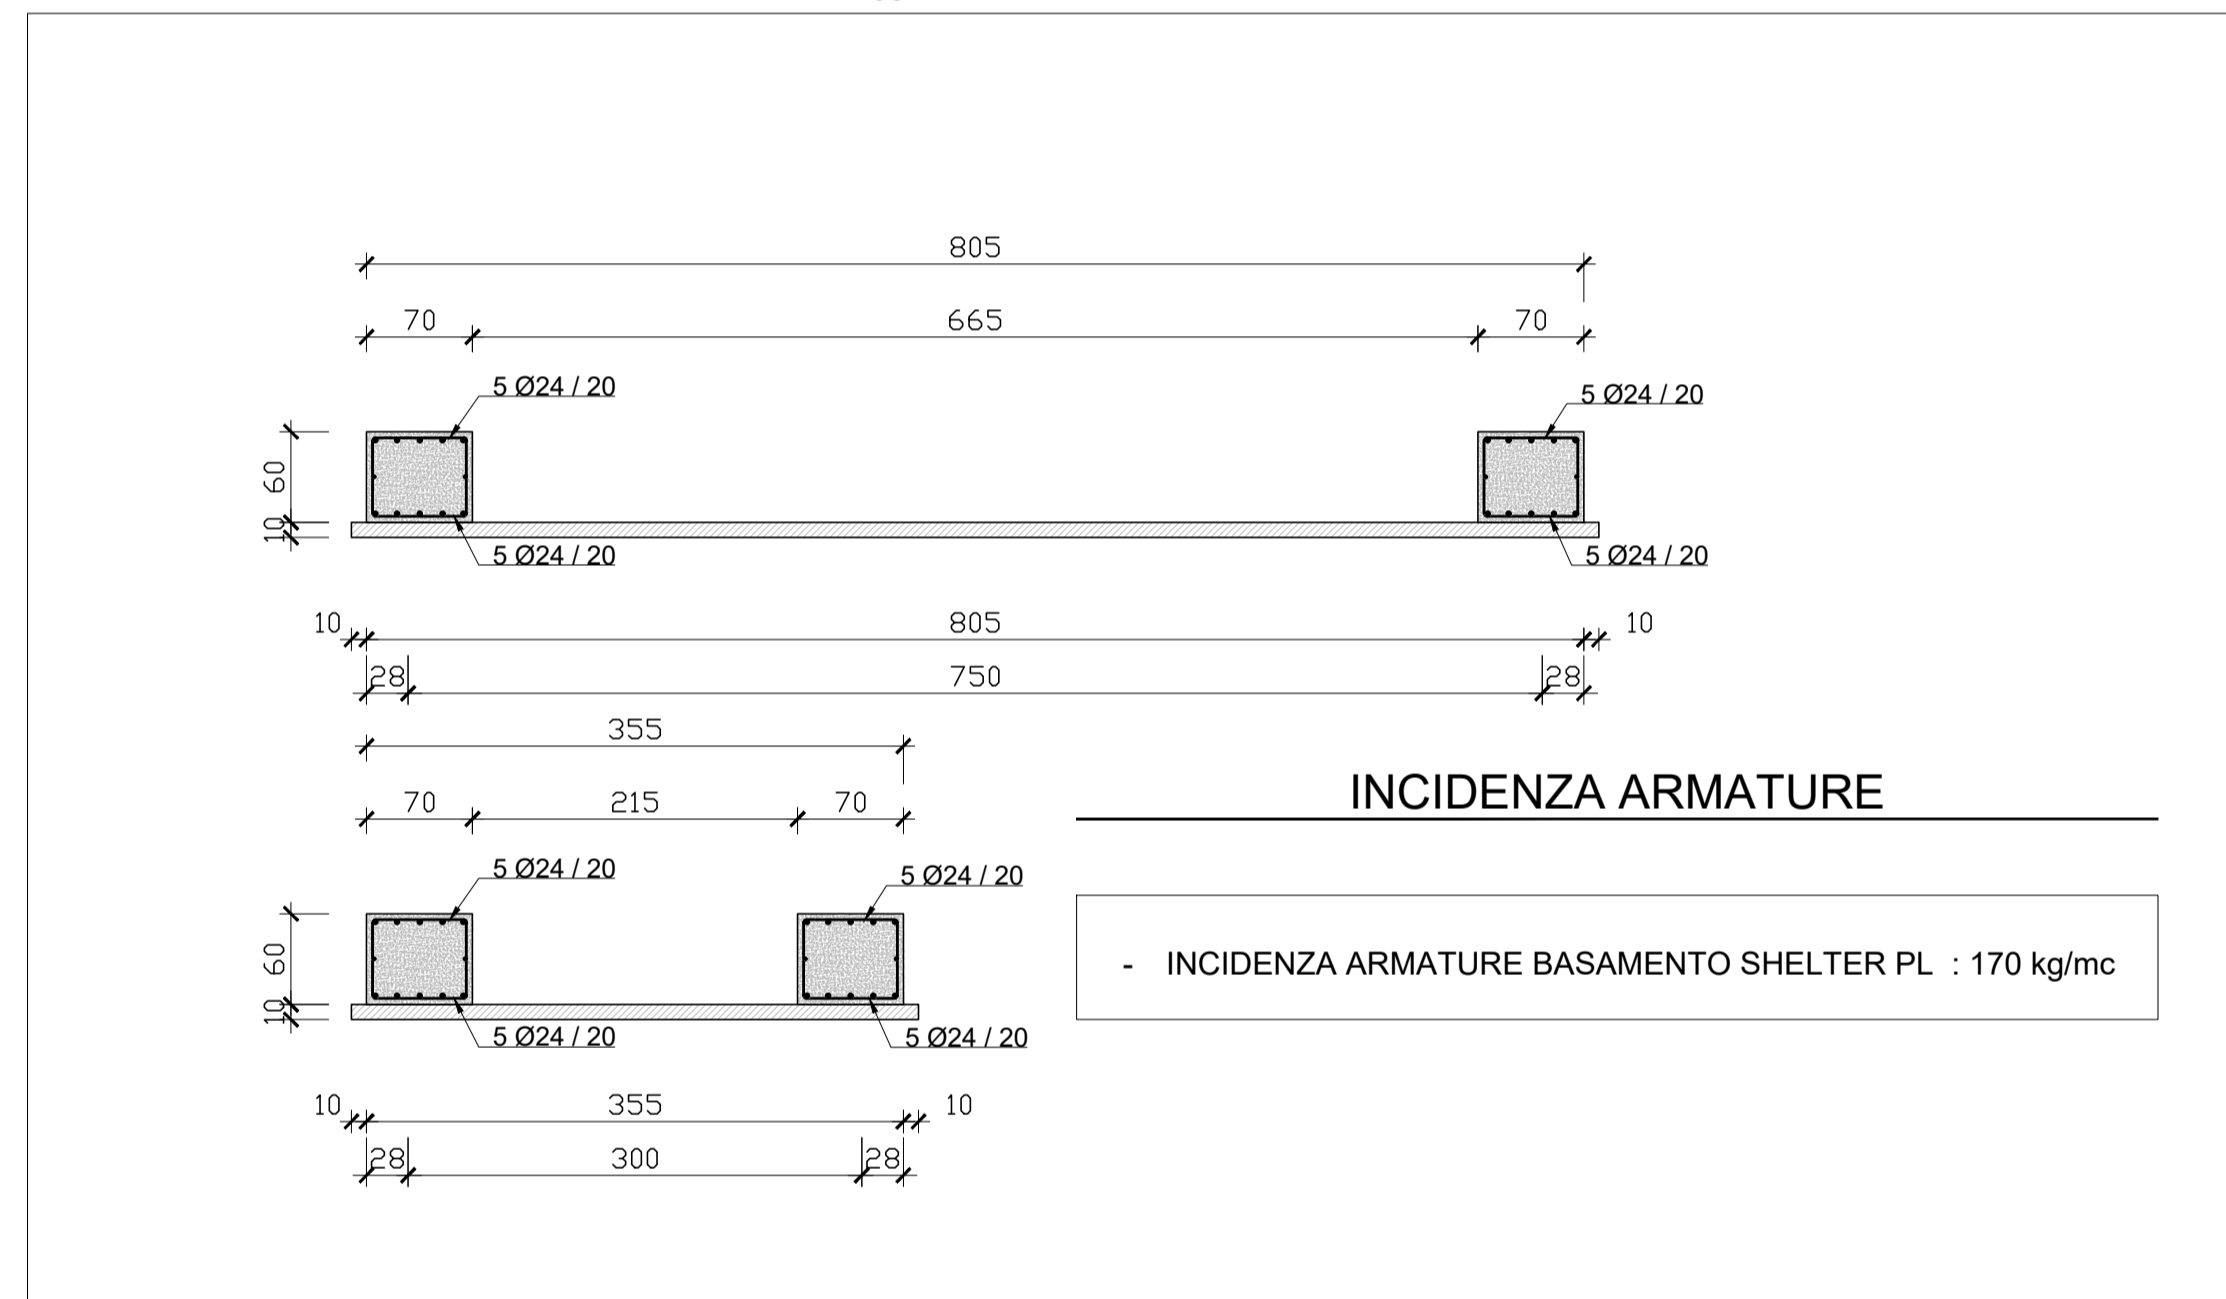 805
70 665 70
5 Ø24 / 20 5 Ø24 / 20
60
10
5 Ø24 / 20 5 Ø24 / 20
10 805 10
28 750 28
355
70 215 70
INCIDENZA ARMATURE
5 Ø24 / 20 5 Ø24 / 20
60
10
- INCIDENZA ARMATURE BASAMENTO SHELTER PL : 170 kg/mc
5 Ø24 / 20 5 Ø24 / 20
10 355 10
28 300 28